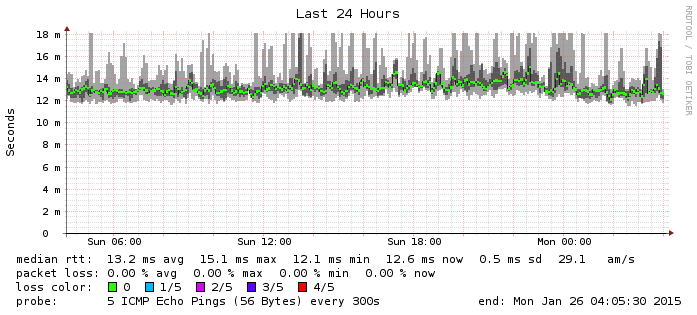 Last 24 Hours
RRDTOOL / TOBI OETIKER
Seconds
18 m
16 m
14 m
12 m
10 m
8 m
6 m
4 m
2 m
0
Sun 06:00 Sun 12:00 Sun 18:00 Mon 00:00
median rtt: 13.2 ms avg 15.1 ms max 12.1 ms min 12.6 ms now 0.5 ms sd 29.1 am/s
packet loss: 0.00 % avg 0.00 % max 0.00 % min 0.00 % now
loss color: 0 1/5 2/5 3/5 4/5
probe: 5 ICMP Echo Pings (56 Bytes) every 300s end: Mon Jan 26 04:05:30 2015